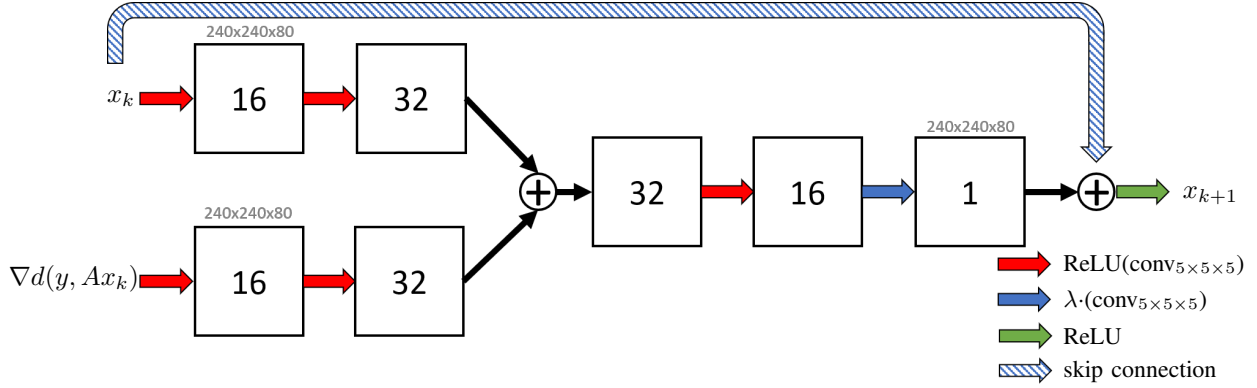 240x240x80
x_k
16
32
240x240x80
32
16
1
x_{k+1}
240x240x80
∇d(y, Ax_k)
16
32
ReLU(conv_{5×5×5})
λ·(conv_{5×5×5})
ReLU
skip connection